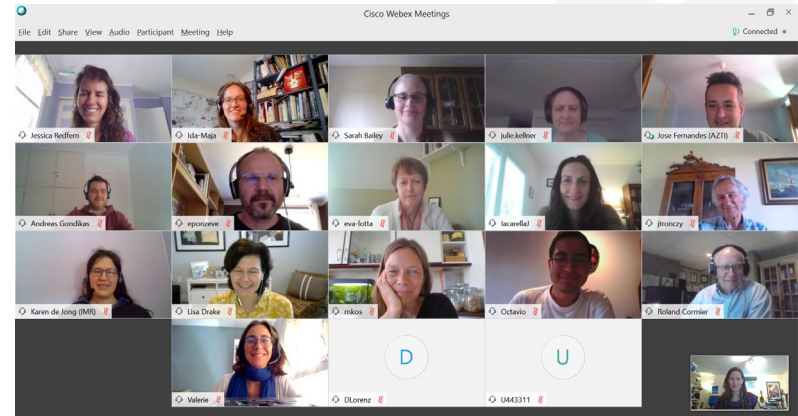 Cisco Webex Meetings
File Edit Share View Audio Participant Meeting Help
Connected
Jessica Redfern
Ida-Maja
Sarah Bailey
julie.kellner
Jose Fernandes (AZTI)
Andreas Gondikas
eponzeve
eva-lotta
IacarellaJ
jtronczy
Karen de Jong (IMR)
Lisa Drake
mkos
Octavio
Roland Cormier
D
U
Valerie
DLorenz
U443311